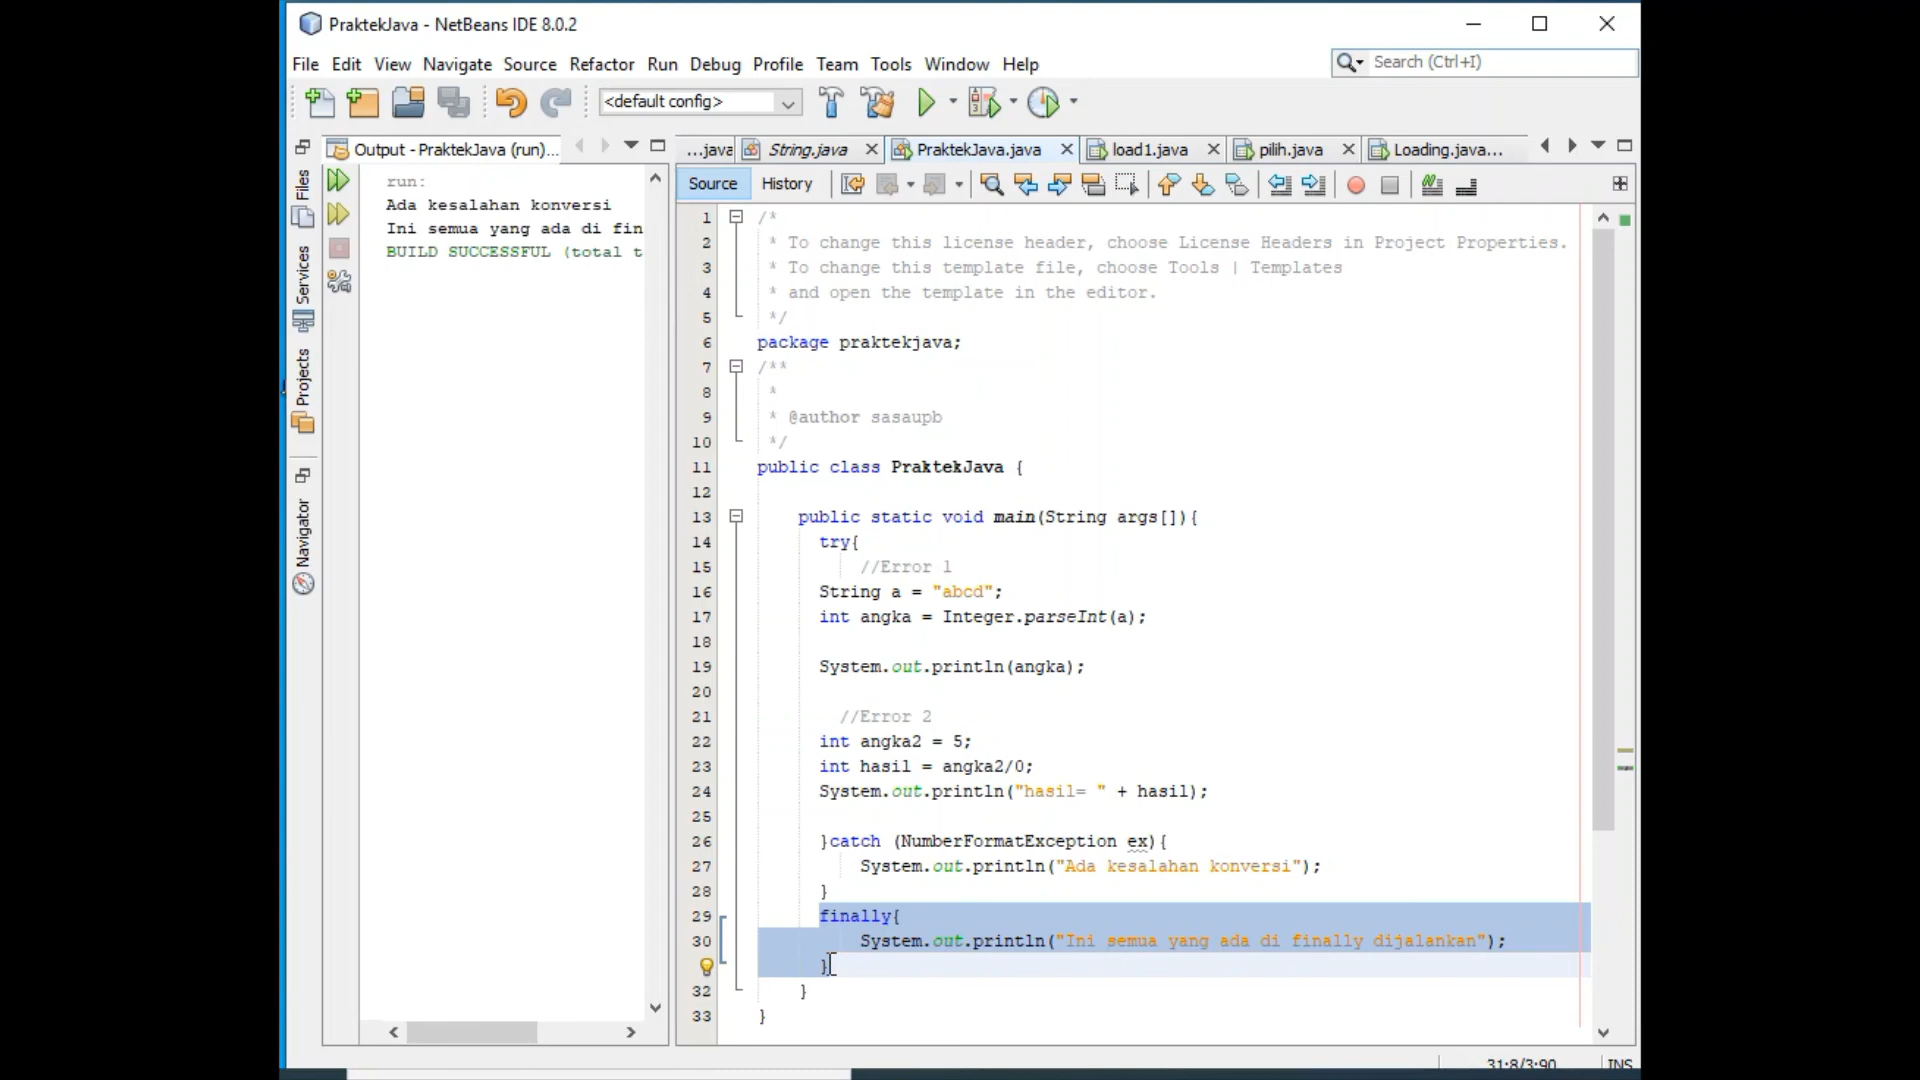 PraktekJava - NetBeans IDE 8.0.2
File Edit View Navigate Source Refactor Run Debug Profile Team Tools Window Help
Search (Ctrl+I)
<default config>
Output - PraktekJava (run)...
...java
String.java
PraktekJava.java
load1.java
pilih.java
Loading.java...
Source History
Files
Services
Projects
Navigator
run:
Ada kesalahan konversi
Ini semua yang ada di fin
BUILD SUCCESSFUL (total t
1 /*
2 * To change this license header, choose License Headers in Project Properties.
3 * To change this template file, choose Tools | Templates
4 * and open the template in the editor.
5 */
6 package praktekjava;
7 /**
8 *
9 * @author sasaupb
10 */
11 public class PraktekJava {
12
13 public static void main(String args[]){
14 try{
15 //Error 1
16 String a = "abcd";
17 int angka = Integer.parseInt(a);
18
19 System.out.println(angka);
20
21 //Error 2
22 int angka2 = 5;
23 int hasil = angka2/0;
24 System.out.println("hasil= " + hasil);
25
26 }catch (NumberFormatException ex){
27 System.out.println("Ada kesalahan konversi");
28 }
29 finally{
30 System.out.println("Ini semua yang ada di finally dijalankan");
}
32 }
33 }
31:8/3:90 INS